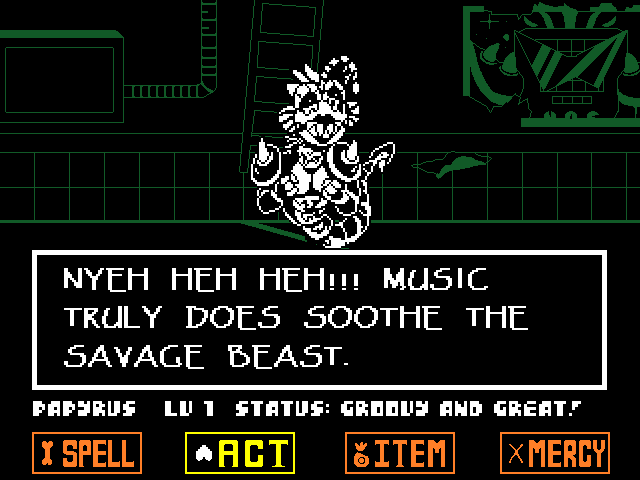 NYEH HEH HEH!!! MUSIC
TRULY DOES SOOTHE THE
SAVAGE BEAST.
PAPYRUS LV 1 STATUS: GROOVY AND GREAT!
SPELL ACT ITEM MERCY